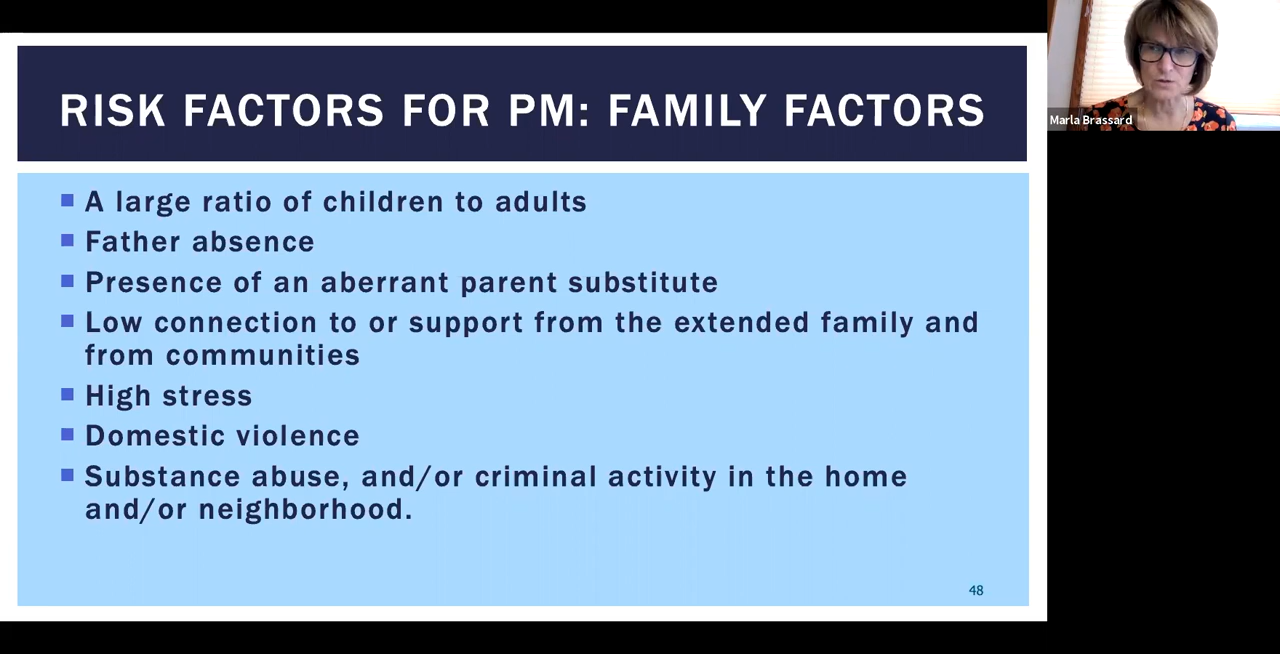 RISK FACTORS FOR PM: FAMILY FACTORS
Marla Brassard
■ A large ratio of children to adults
■ Father absence
■ Presence of an aberrant parent substitute
■ Low connection to or support from the extended family and
from communities
■ High stress
■ Domestic violence
■ Substance abuse, and/or criminal activity in the home
and/or neighborhood.
48